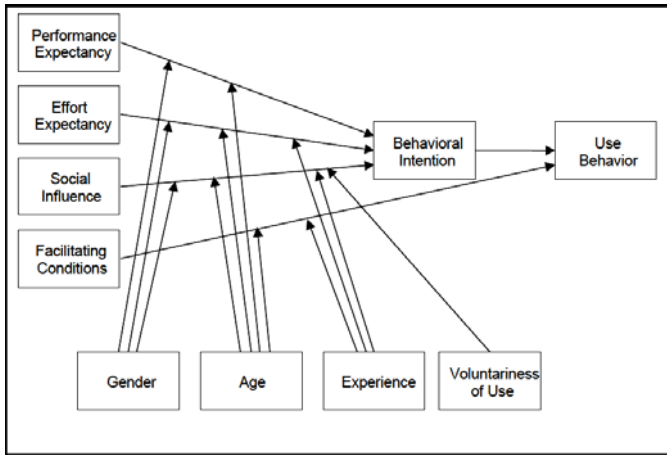 Performance
Expectancy
Effort
Expectancy
Social
Influence
Facilitating
Conditions
Behavioral
Intention
Use
Behavior
Gender
Age
Experience
Voluntariness
of Use